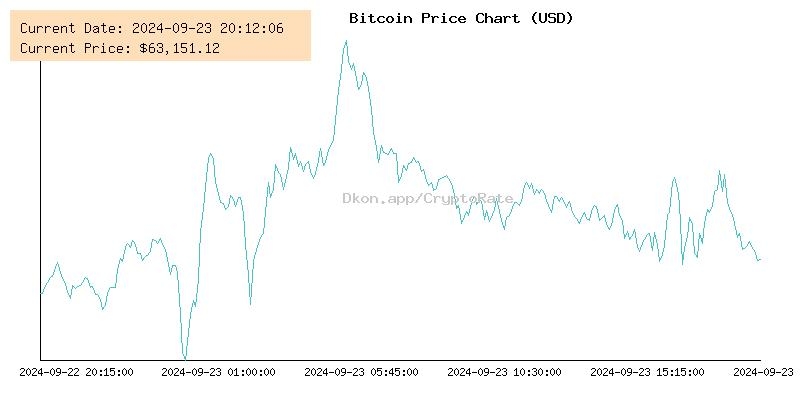 Bitcoin Price Chart (USD)
Current Date: 2024-09-23 20:12:06
Current Price: $63,151.12
Dkon.app/CryptoRate
2024-09-22 20:15:00 2024-09-23 01:00:00 2024-09-23 05:45:00 2024-09-23 10:30:00 2024-09-23 15:15:00 2024-09-23